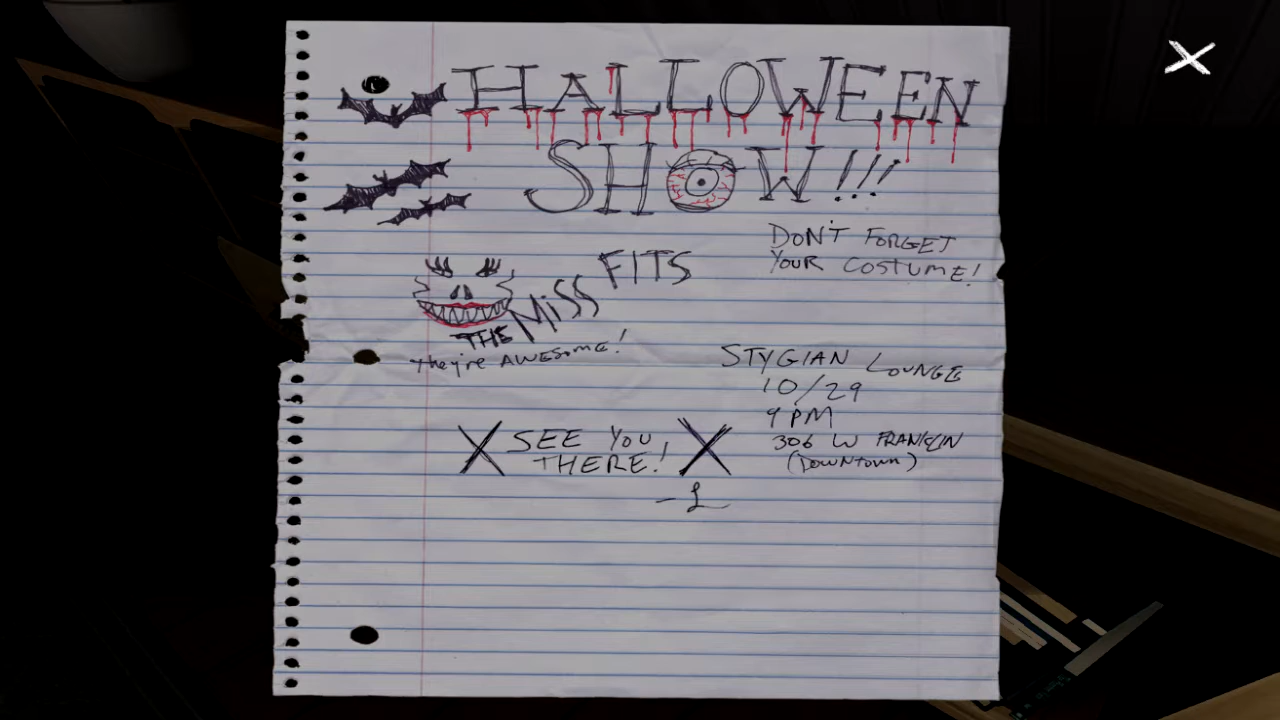 HALLOWEEN
SHOW!!!
DON'T FORGET
YOUR COSTUME!
THE MISS FITS
They're AWESOME!
STYGIAN LOUNGE
10/29
9 PM
306 W FRANKLIN
(DOWNTOWN)
X SEE YOU, X
THERE!
-L